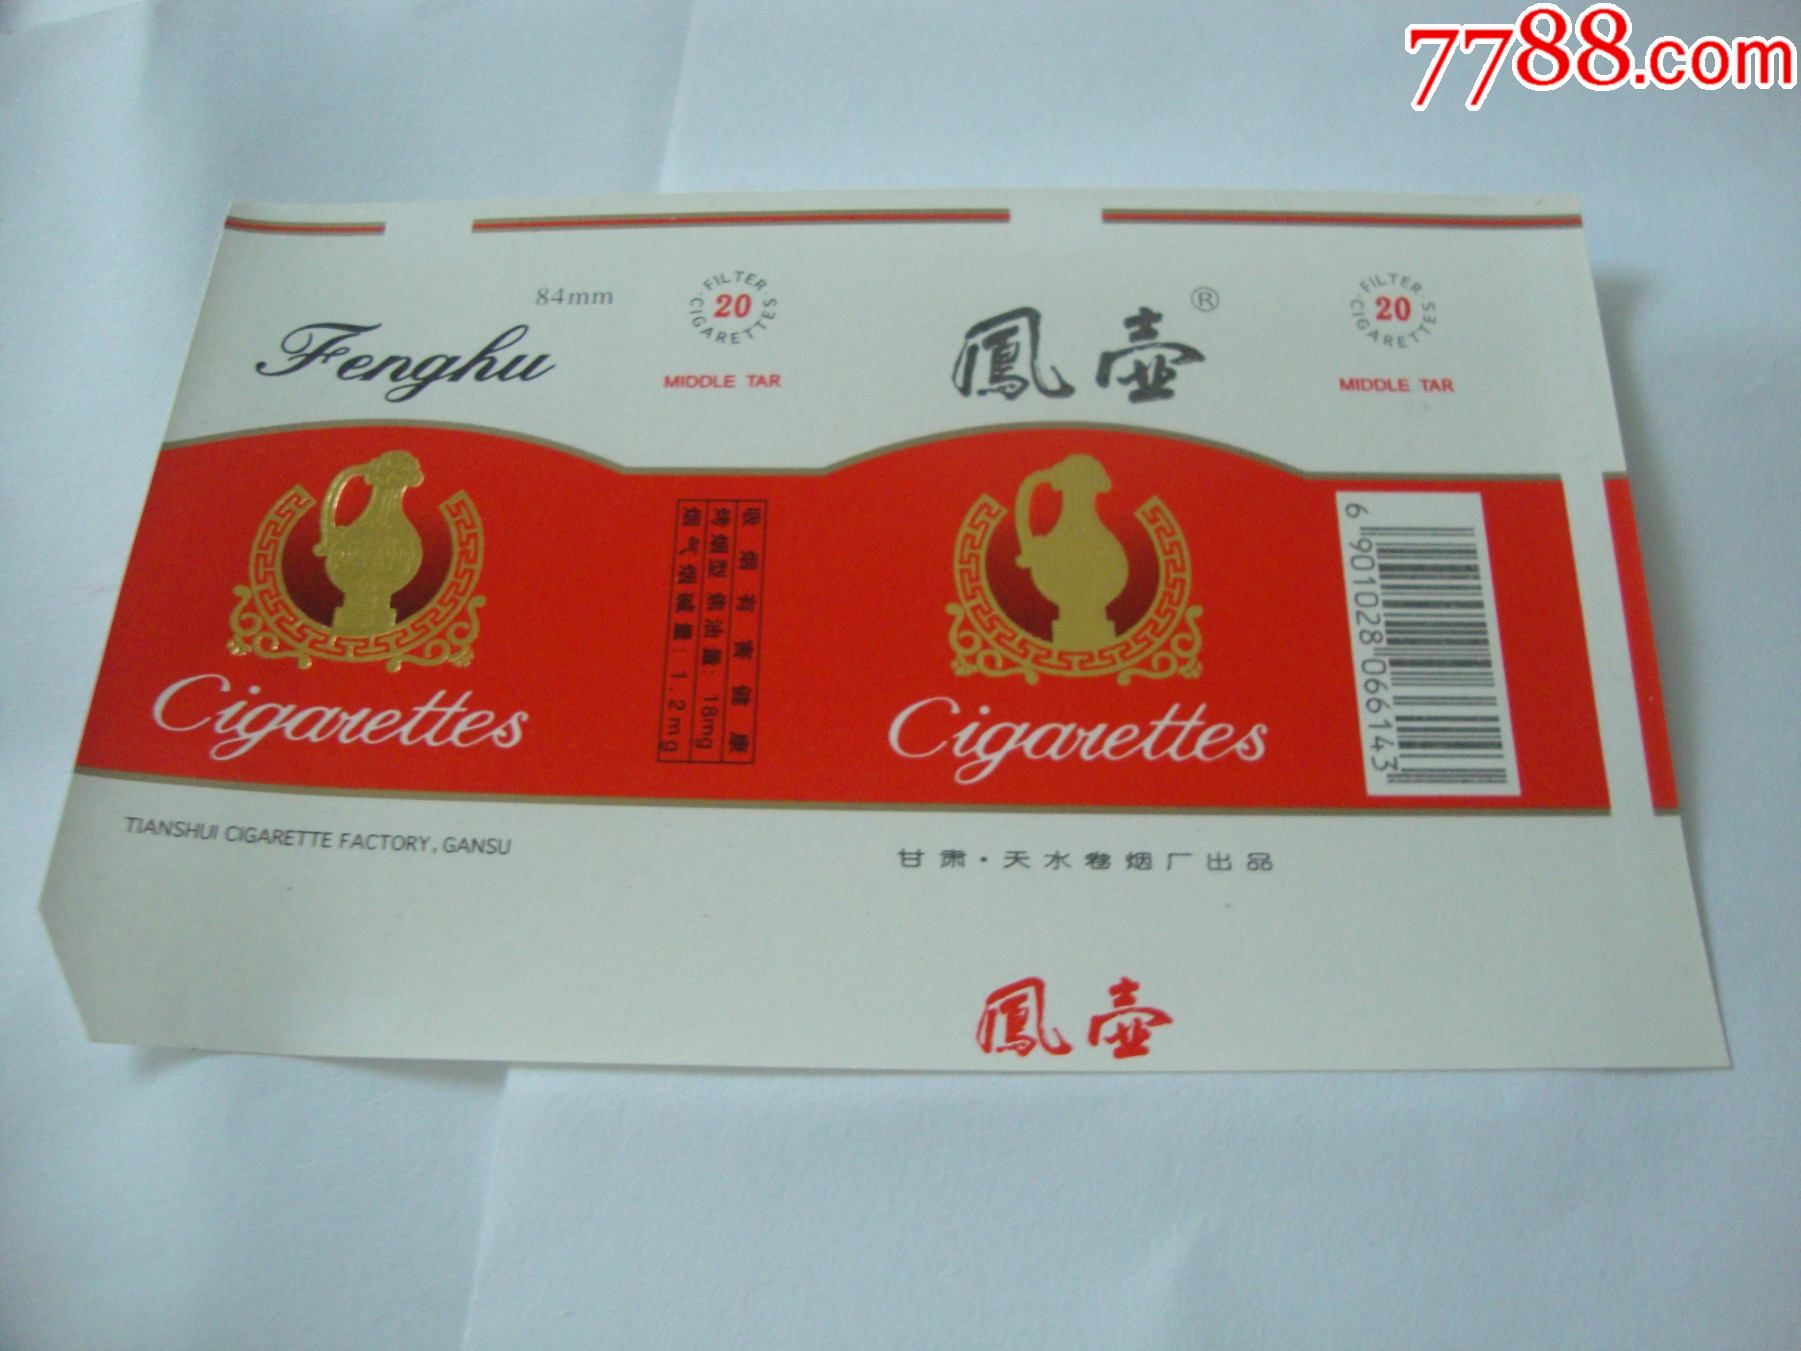 7788.com
84mm
Fenghu
·FILTER·
CIGARETTES
20
MIDDLE TAR
鳳壺®
·FILTER·
CIGARETTES
20
MIDDLE TAR
吸烟有害健康
烤烟型 焦油量:18mg
烟气烟碱量:1.2mg
Cigarettes
Cigarettes
6 901028 066143
TIANSHUI CIGARETTE FACTORY, GANSU
甘肃·天水卷烟厂出品
鳳壺